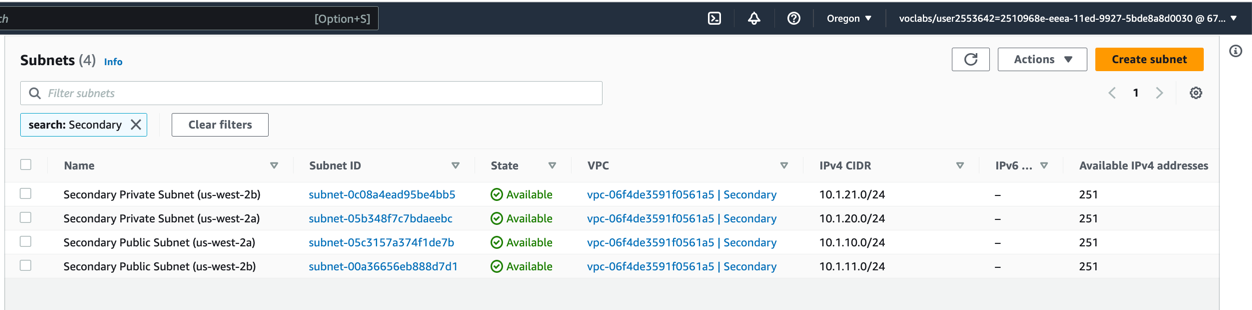 ch [Option+S] Oregon ▼ voclabs/user2553642=2510968e-eeea-11ed-9927-5bde8a8d0030 @ 67... ▼
Subnets (4) Info Actions ▼ Create subnet
Filter subnets 1
search: Secondary Clear filters
Name Subnet ID State VPC IPv4 CIDR IPv6 ... Available IPv4 addresses
Secondary Private Subnet (us-west-2b) subnet-0c08a4ead95be4bb5 Available vpc-06f4de3591f0561a5 | Secondary 10.1.21.0/24 – 251
Secondary Private Subnet (us-west-2a) subnet-05b348f7c7bdaeebc Available vpc-06f4de3591f0561a5 | Secondary 10.1.20.0/24 – 251
Secondary Public Subnet (us-west-2a) subnet-05c3157a374f1de7b Available vpc-06f4de3591f0561a5 | Secondary 10.1.10.0/24 – 251
Secondary Public Subnet (us-west-2b) subnet-00a36656eb888d7d1 Available vpc-06f4de3591f0561a5 | Secondary 10.1.11.0/24 – 251